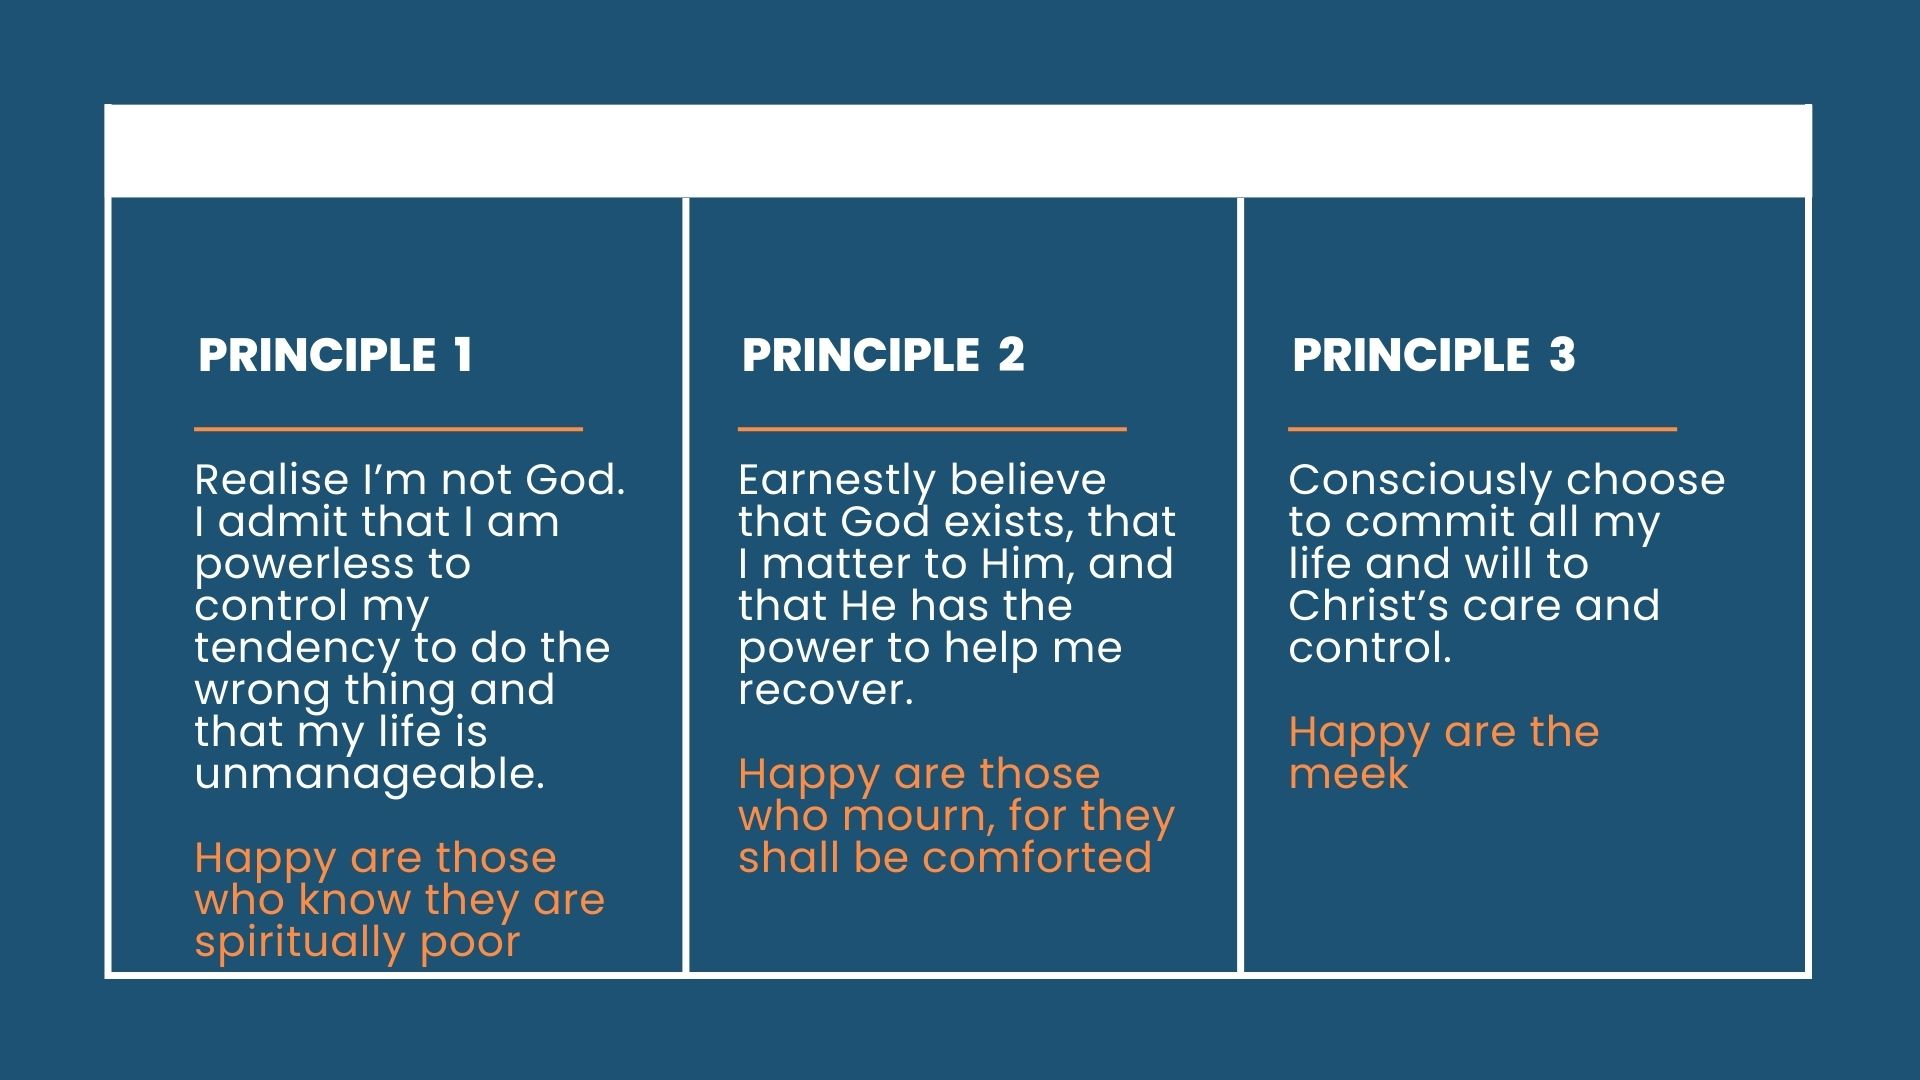 PRINCIPLE 1
Realise I’m not God.
I admit that I am
powerless to
control my
tendency to do the
wrong thing and
that my life is
unmanageable.
Happy are those
who know they are
spiritually poor
PRINCIPLE 2
Earnestly believe
that God exists, that
I matter to Him, and
that He has the
power to help me
recover.
Happy are those
who mourn, for they
shall be comforted
PRINCIPLE 3
Consciously choose
to commit all my
life and will to
Christ’s care and
control.
Happy are the
meek